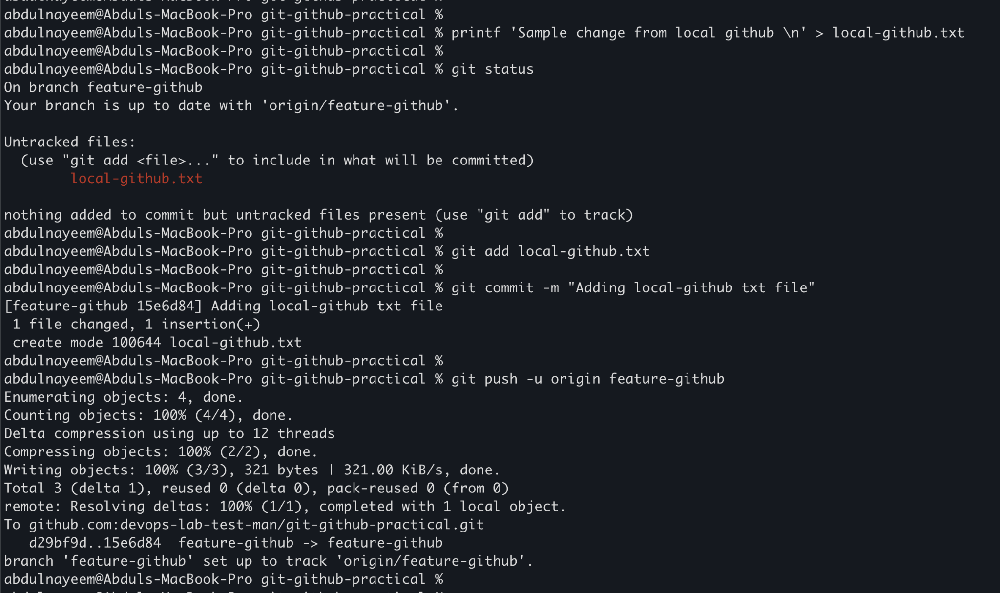 abdulnayeem@Abduls-MacBook-Pro git-github-practical %
abdulnayeem@Abduls-MacBook-Pro git-github-practical %
abdulnayeem@Abduls-MacBook-Pro git-github-practical % printf 'Sample change from local github \n' > local-github.txt
abdulnayeem@Abduls-MacBook-Pro git-github-practical %
abdulnayeem@Abduls-MacBook-Pro git-github-practical % git status
On branch feature-github
Your branch is up to date with 'origin/feature-github'.

Untracked files:
  (use "git add <file>..." to include in what will be committed)
        local-github.txt

nothing added to commit but untracked files present (use "git add" to track)
abdulnayeem@Abduls-MacBook-Pro git-github-practical %
abdulnayeem@Abduls-MacBook-Pro git-github-practical % git add local-github.txt
abdulnayeem@Abduls-MacBook-Pro git-github-practical %
abdulnayeem@Abduls-MacBook-Pro git-github-practical % git commit -m "Adding local-github txt file"
[feature-github 15e6d84] Adding local-github txt file
 1 file changed, 1 insertion(+)
 create mode 100644 local-github.txt
abdulnayeem@Abduls-MacBook-Pro git-github-practical %
abdulnayeem@Abduls-MacBook-Pro git-github-practical % git push -u origin feature-github
Enumerating objects: 4, done.
Counting objects: 100% (4/4), done.
Delta compression using up to 12 threads
Compressing objects: 100% (2/2), done.
Writing objects: 100% (3/3), 321 bytes | 321.00 KiB/s, done.
Total 3 (delta 1), reused 0 (delta 0), pack-reused 0 (from 0)
remote: Resolving deltas: 100% (1/1), completed with 1 local object.
To github.com:devops-lab-test-man/git-github-practical.git
   d29bf9d..15e6d84  feature-github -> feature-github
branch 'feature-github' set up to track 'origin/feature-github'.
abdulnayeem@Abduls-MacBook-Pro git-github-practical %